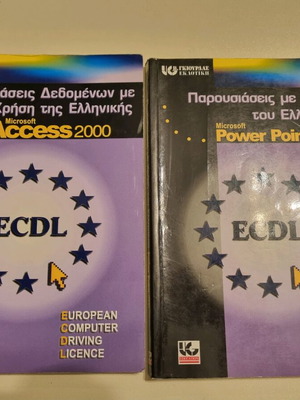 άσεις Δεδομένων με
Χρήση της Ελληνικής
Microsoft
Access 2000
ECDL
EUROPEAN
COMPUTER
DRIVING
LICENCE
ΓΚΙΟΥΡΔΑΣ
ΕΚΔΟΤΙΚΗ
Παρουσιάσεις με
του Ελλ
Microsoft
Power Poin
ECDL